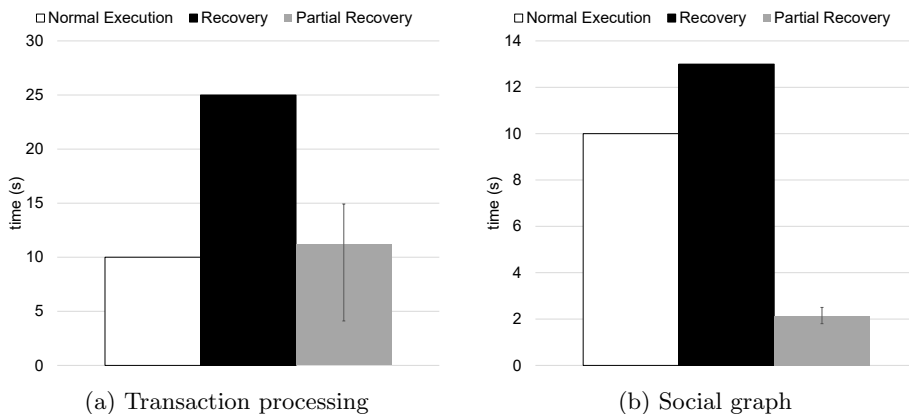 Normal Execution Recovery Partial Recovery
30
25
20
15
10
5
0
time (s)
(a) Transaction processing
Normal Execution Recovery Partial Recovery
14
12
10
8
6
4
2
0
time (s)
(b) Social graph